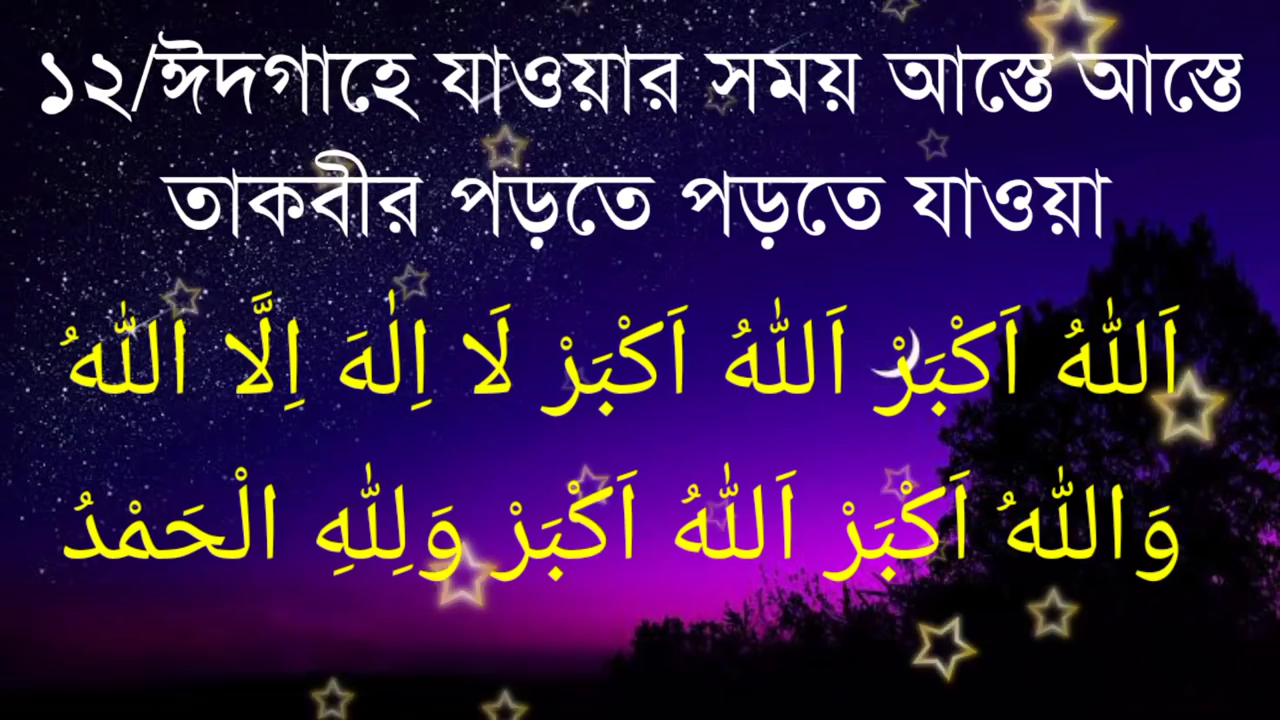 ১২/ঈদগাহে যাওয়ার সময় আস্তে আস্তে
তাকবীর পড়তে পড়তে যাওয়া
اَللّٰهُ اَكْبَرْ اَللّٰهُ اَكْبَرْ لَا اِلٰهَ اِلَّا اللّٰهُ
وَاللّٰهُ اَكْبَرْ اَللّٰهُ اَكْبَرْ وَلِلّٰهِ الْحَمْدُ